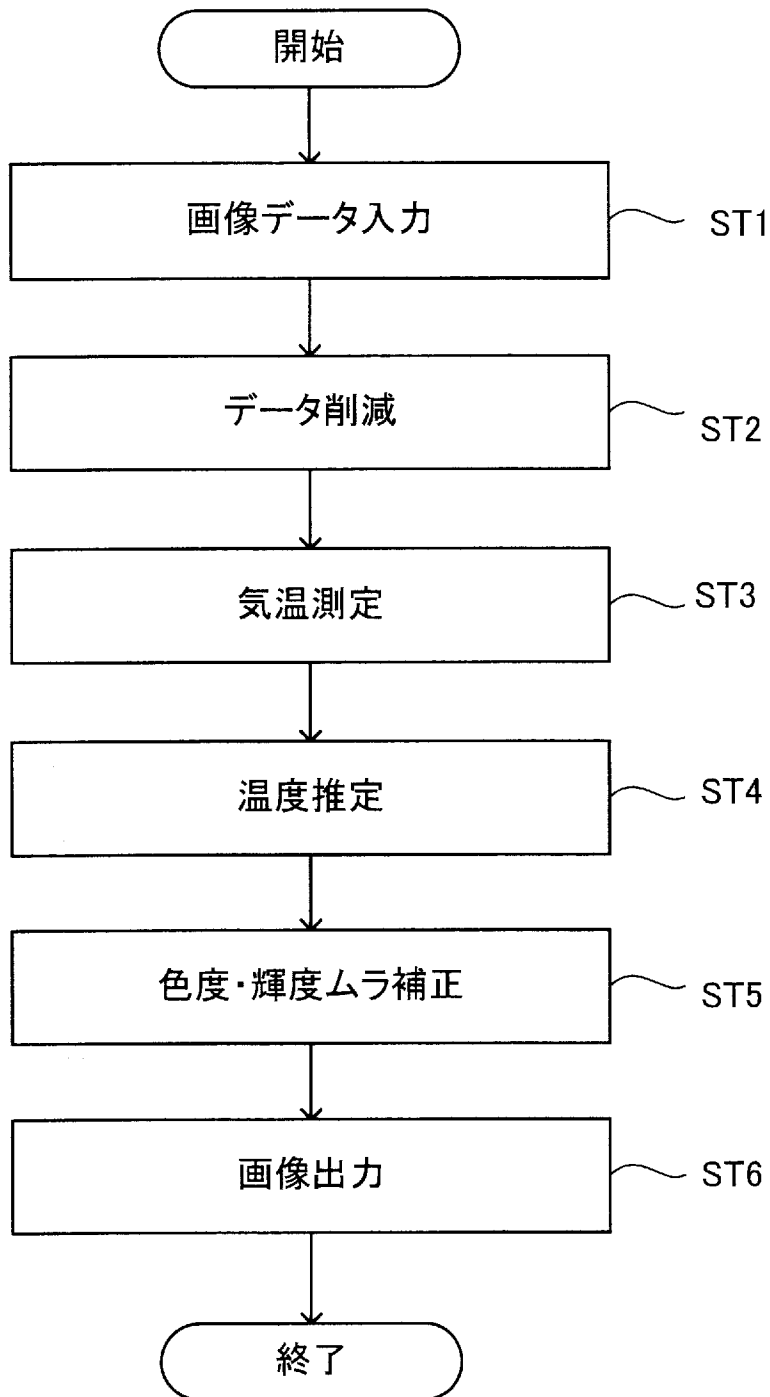 開始
画像データ入力
ST1
データ削減
ST2
気温測定
ST3
温度推定
ST4
色度・輝度ムラ補正
ST5
画像出力
ST6
終了